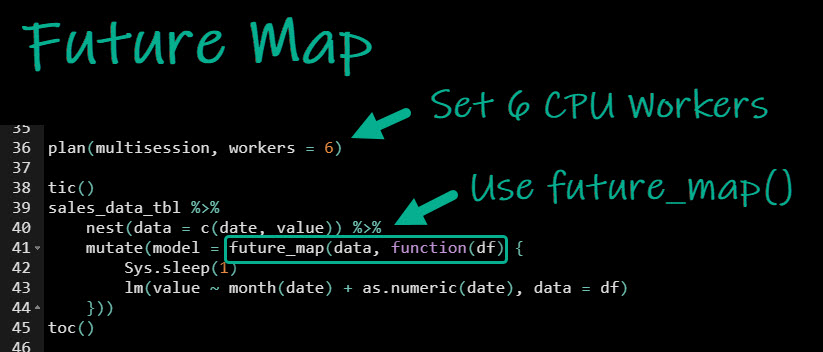 Future Map
Set 6 CPU Workers
35
36 plan(multisession, workers = 6)
37
38 tic()
39 sales_data_tbl %>%
Use future_map()
40     nest(data = c(date, value)) %>%
41     mutate(model = future_map(data, function(df) {
42         Sys.sleep(1)
43         lm(value ~ month(date) + as.numeric(date), data = df)
44     }))
45 toc()
46